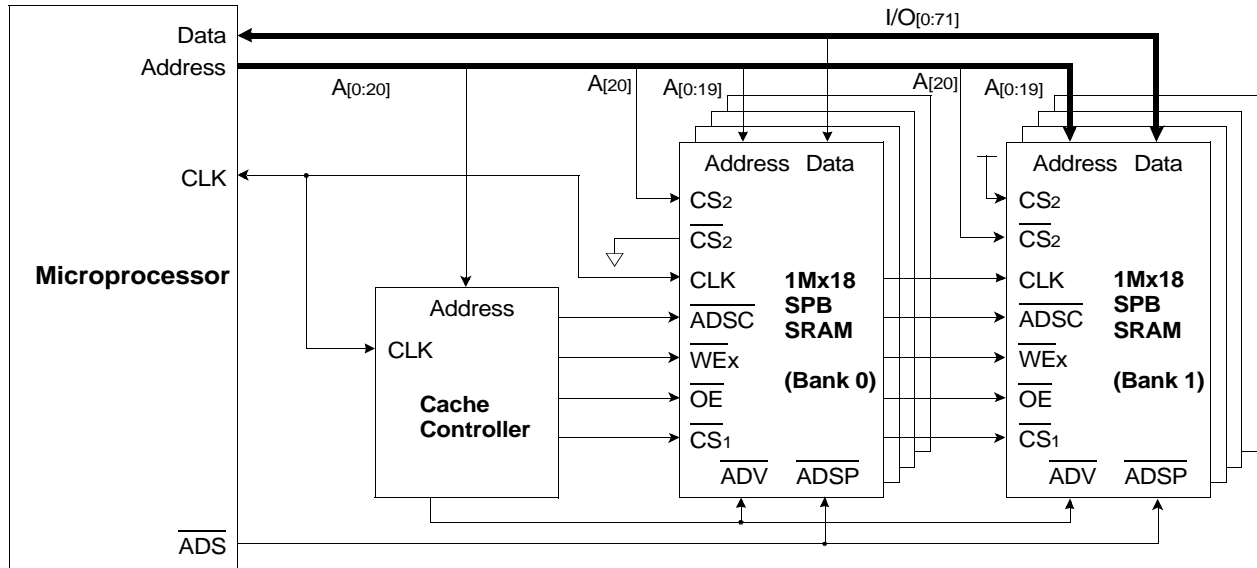 I/O[0:71]
Data
Address
A[0:20]
A[20]
A[0:19]
A[20]
A[0:19]
CLK
Microprocessor
ADS
Address
CLK
Cache
Controller
Address Data
CS2
CS2
CLK
ADSC
WEx
OE
CS1
ADV ADSP
1Mx18
SPB
SRAM
(Bank 0)
Address Data
CS2
CS2
CLK
ADSC
WEx
OE
CS1
ADV ADSP
1Mx18
SPB
SRAM
(Bank 1)